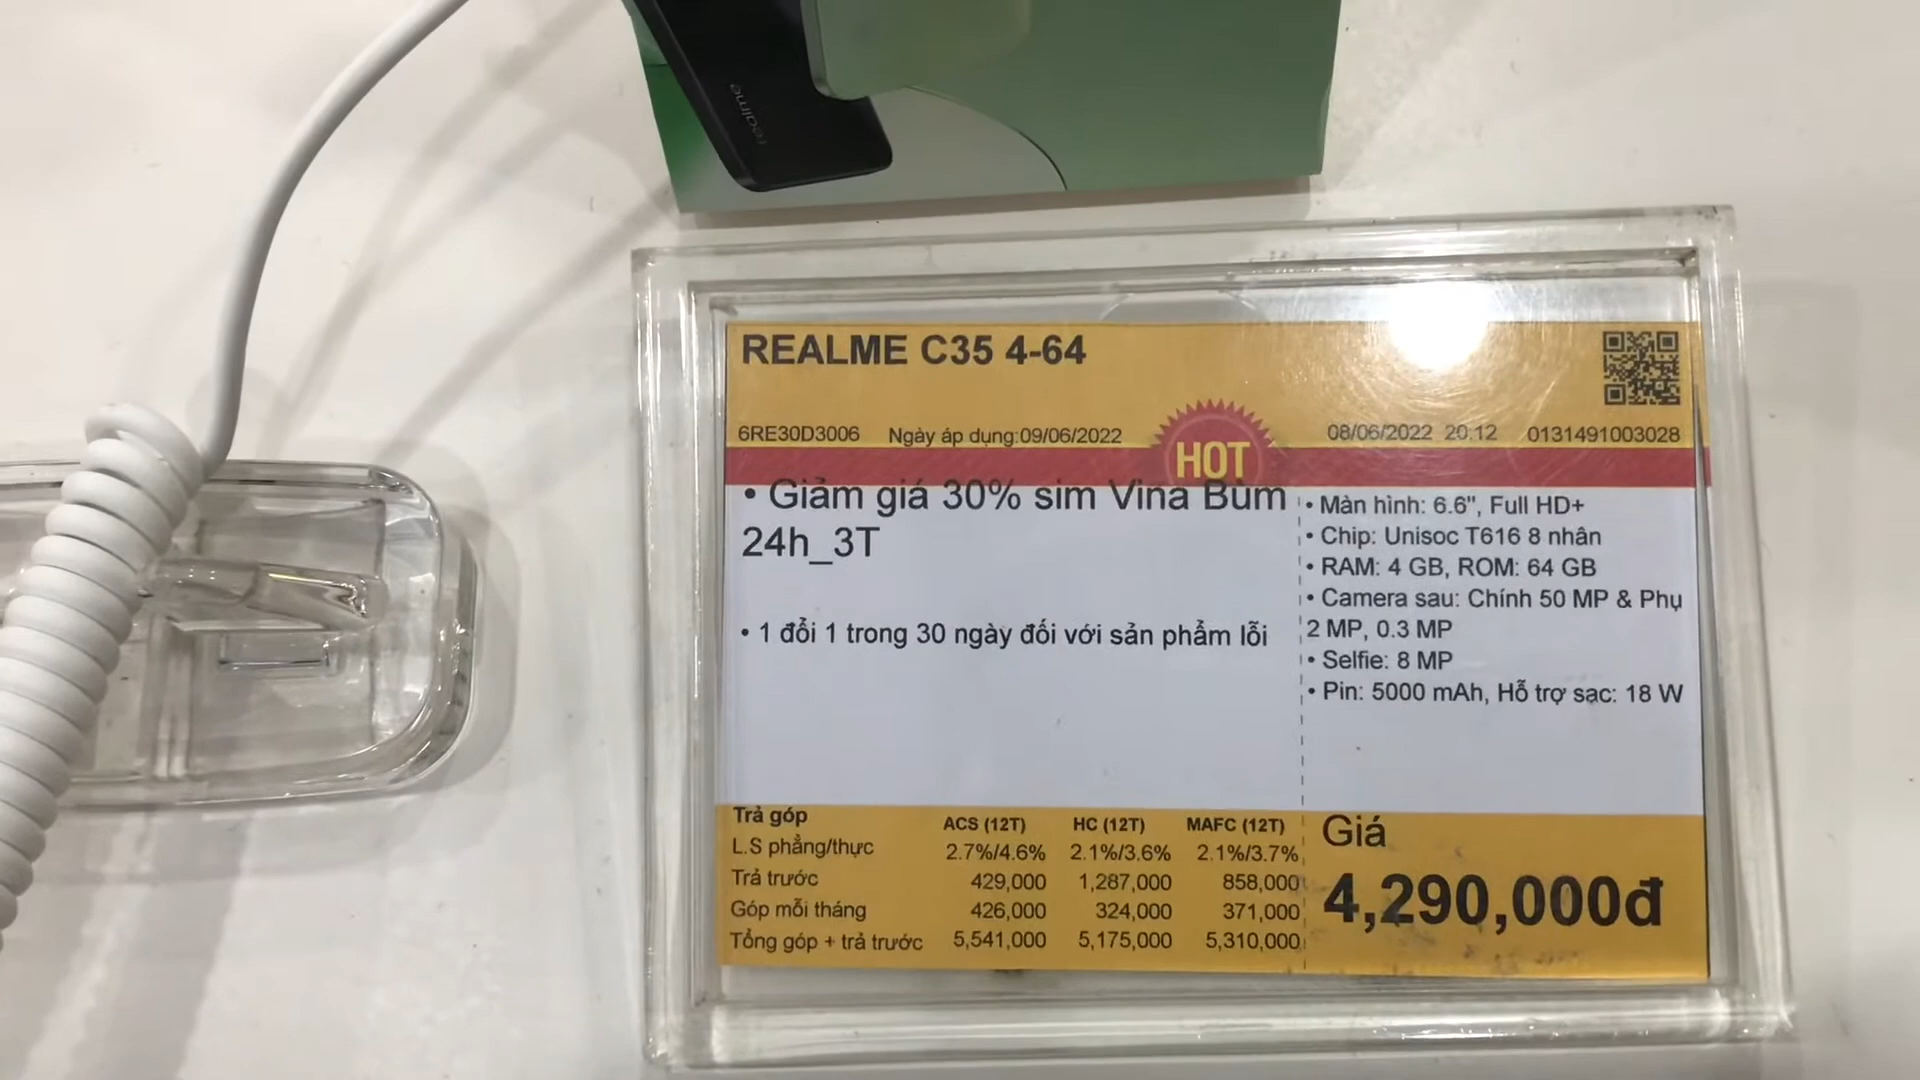 realme
REALME C35 4-64
6RE30D3006 Ngày áp dụng:09/06/2022 HOT 08/06/2022 20:12 0131491003028
• Giảm giá 30% sim Vina Bùm
24h_3T
• 1 đổi 1 trong 30 ngày đối với sản phẩm lỗi
• Màn hình: 6.6", Full HD+
• Chip: Unisoc T616 8 nhân
• RAM: 4 GB, ROM: 64 GB
• Camera sau: Chính 50 MP & Phụ
2 MP, 0.3 MP
• Selfie: 8 MP
• Pin: 5000 mAh, Hỗ trợ sạc: 18 W
Trả góp ACS (12T) HC (12T) MAFC (12T)
L.S phẳng/thực 2.7%/4.6% 2.1%/3.6% 2.1%/3.7%
Trả trước 429,000 1,287,000 858,000
Góp mỗi tháng 426,000 324,000 371,000
Tổng góp + trả trước 5,541,000 5,175,000 5,310,000
Giá
4,290,000đ